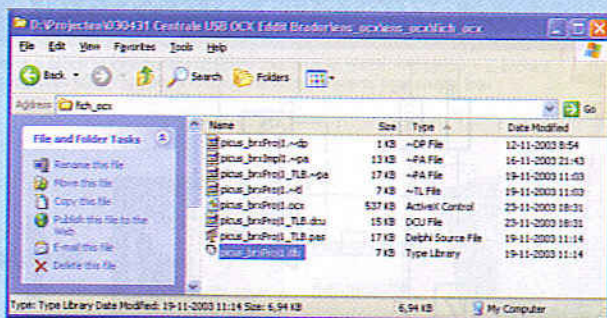 D:\Projecten\030431 Centrale USB OCX Eddit Brador\lens_ocx\lens_ocx\fich_ocx
File Edit View Favorites Tools Help
Back Search Folders
Address fich_ocx Go
File and Folder Tasks
Rename this file
Move this file
Copy this file
Publish this file to the
Web
E-mail this file
Delete this file
Name Size Type Date Modified
picus_brxProj1.~dp 1 KB ~DP File 12-11-2003 8:54
picus_brxImpl1.~pa 13 KB ~PA File 16-11-2003 21:43
picus_brxProj1_TLB.~pa 17 KB ~PA File 19-11-2003 11:03
picus_brxProj1.~tl 7 KB ~TL File 19-11-2003 11:03
picus_brxProj1.ocx 537 KB ActiveX Control 23-11-2003 18:31
picus_brxProj1_TLB.dcu 15 KB DCU File 23-11-2003 18:31
picus_brxProj1_TLB.pas 17 KB Delphi Source File 19-11-2003 11:14
picus_brxProj1.tlb 7 KB Type Library 19-11-2003 11:14
Type: Type Library Date Modified: 19-11-2003 11:14 Size: 6,94 KB 6,94 KB My Computer